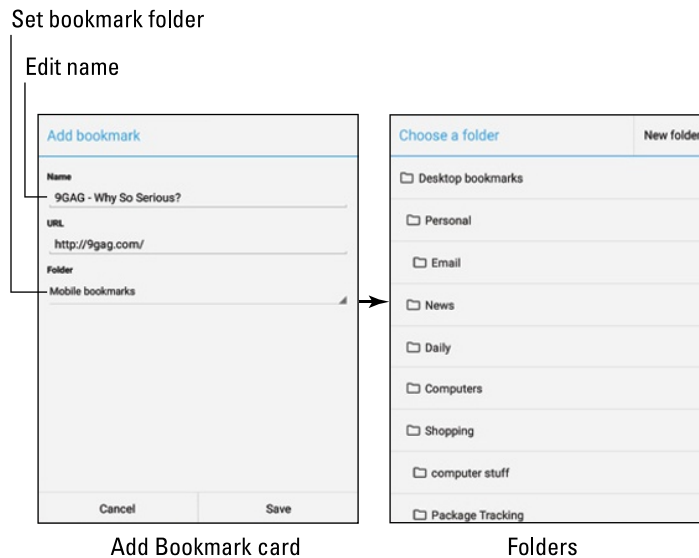 Set bookmark folder
Edit name
Add bookmark
Name
9GAG - Why So Serious?
URL
http://9gag.com/
Folder
Mobile bookmarks
Cancel Save
Add Bookmark card
Choose a folder New folder
Desktop bookmarks
Personal
Email
News
Daily
Computers
Shopping
computer stuff
Package Tracking
Folders